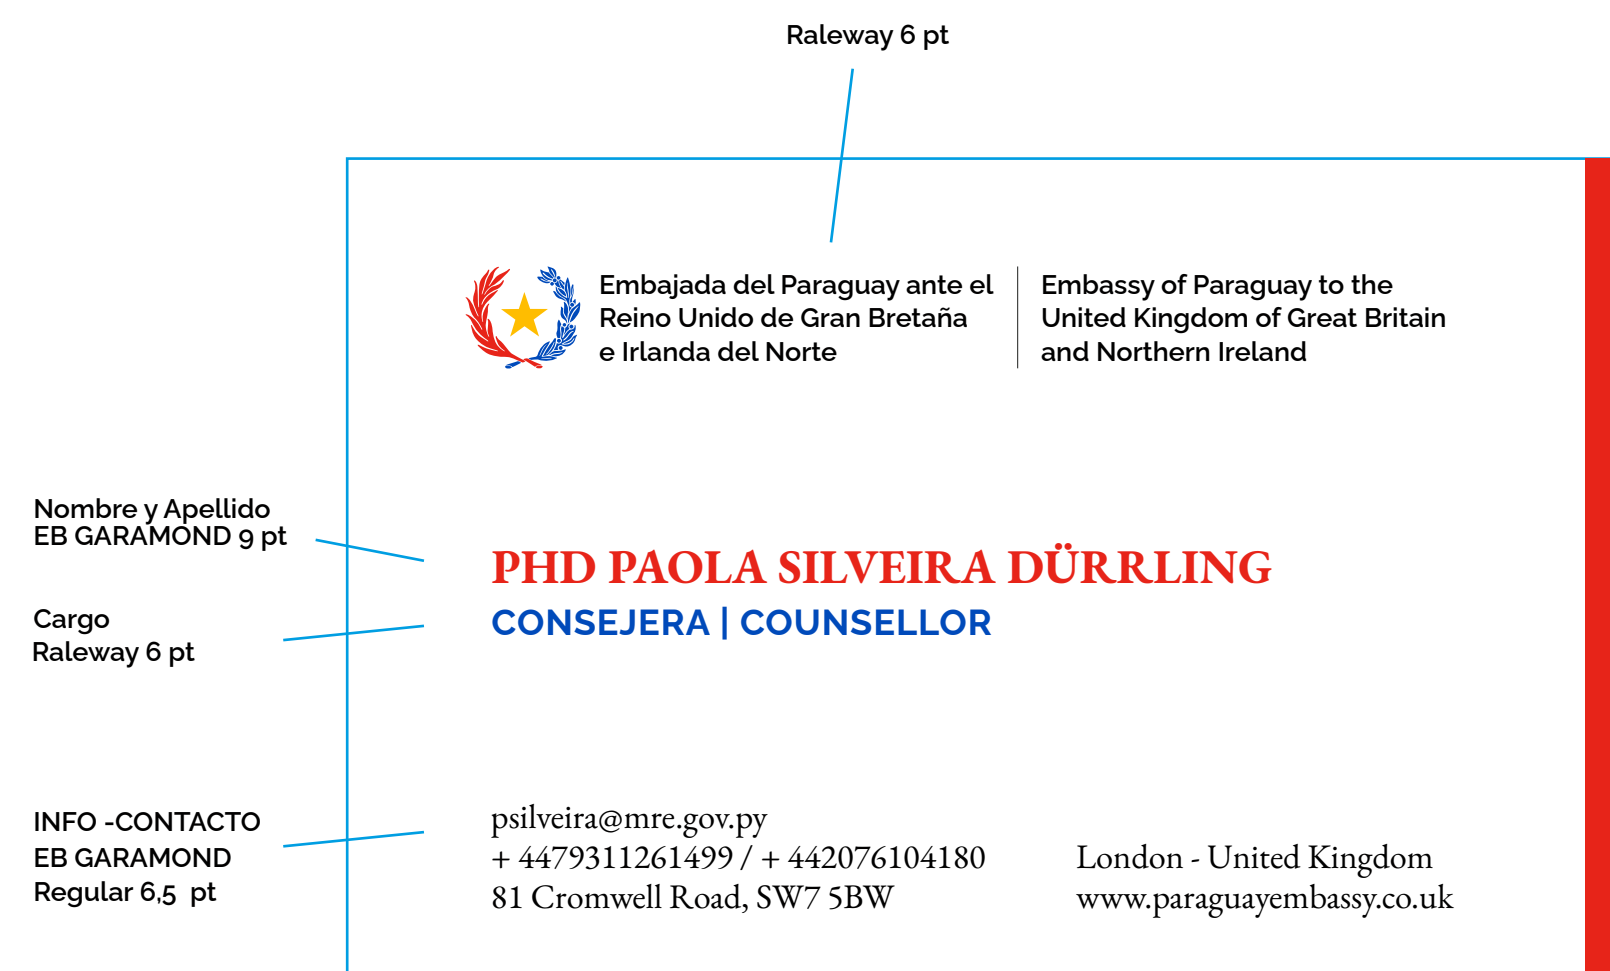 Raleway 6 pt
Embajada del Paraguay ante el
Reino Unido de Gran Bretaña
e Irlanda del Norte
Embassy of Paraguay to the
United Kingdom of Great Britain
and Northern Ireland
Nombre y Apellido
EB GARAMOND 9 pt
PHD PAOLA SILVEIRA DÜRRLING
Cargo
Raleway 6 pt
CONSEJERA | COUNSELLOR
INFO -CONTACTO
EB GARAMOND
Regular 6,5 pt
psilveira@mre.gov.py
+ 4479311261499 / + 442076104180
81 Cromwell Road, SW7 5BW
London - United Kingdom
www.paraguayembassy.co.uk